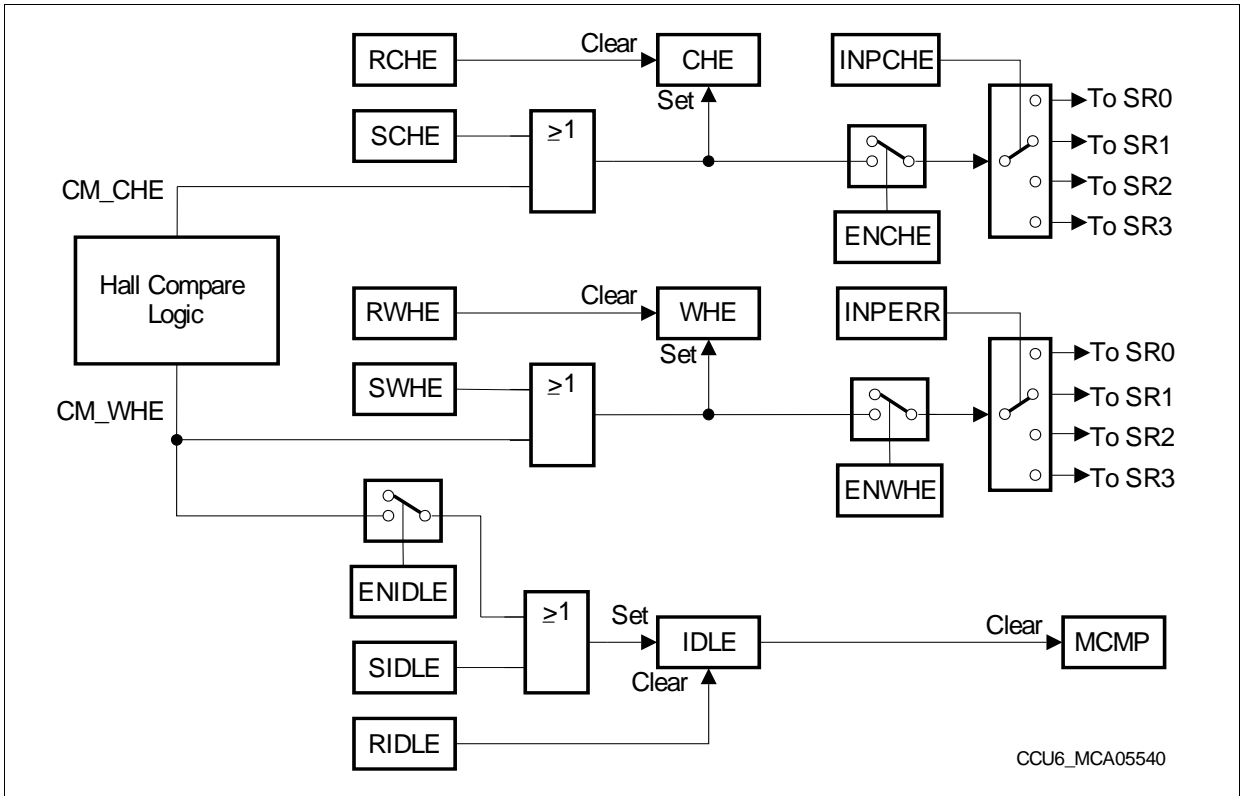 RCHE
Clear
CHE
INPCHE
Set
To SR0
SCHE
≥1
To SR1
CM_CHE
To SR2
ENCHE
To SR3
Hall Compare
Logic
RWHE
Clear
WHE
INPERR
Set
To SR0
SWHE
≥1
To SR1
CM_WHE
To SR2
ENWHE
To SR3
ENIDLE
≥1
Set
IDLE
Clear
MCMP
SIDLE
Clear
RIDLE
CCU6_MCA05540